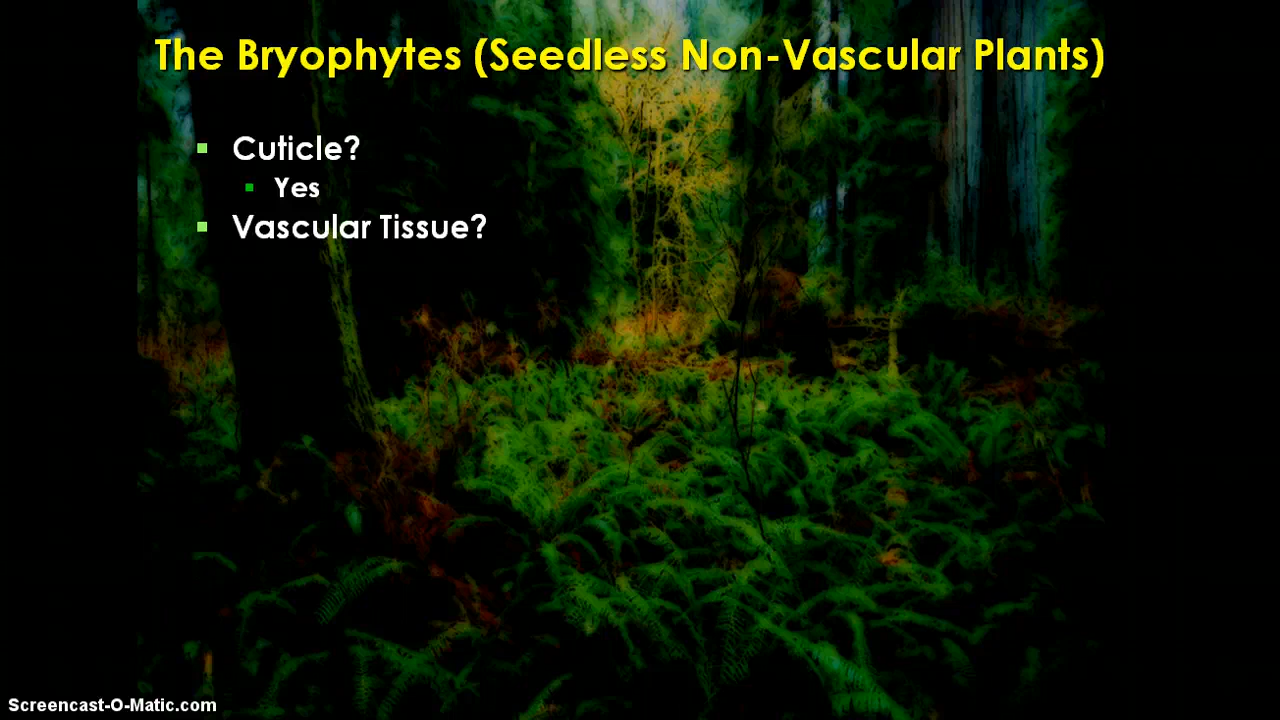 The Bryophytes (Seedless Non-Vascular Plants)
Cuticle?
Yes
Vascular Tissue?
Screencast-O-Matic.com